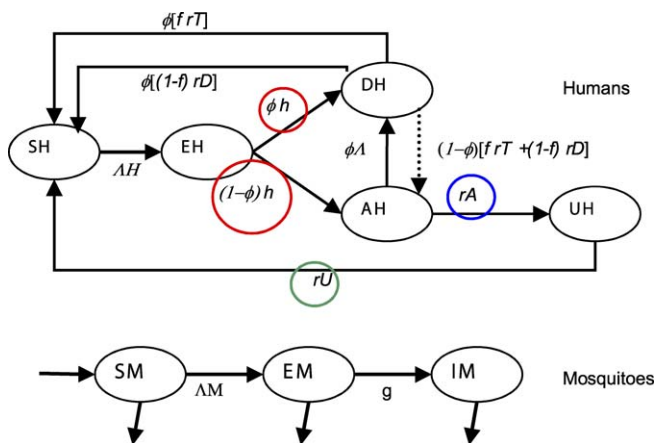 ϕ[f rT]
DH
Humans
ϕ[(1-f) rD]
ϕ h
SH
EH
ΛH
ϕΛ
(1-ϕ)[f rT +(1-f) rD]
(1-ϕ) h
rA
AH
UH
rU
SM
EM
IM
ΛM
g
Mosquitoes